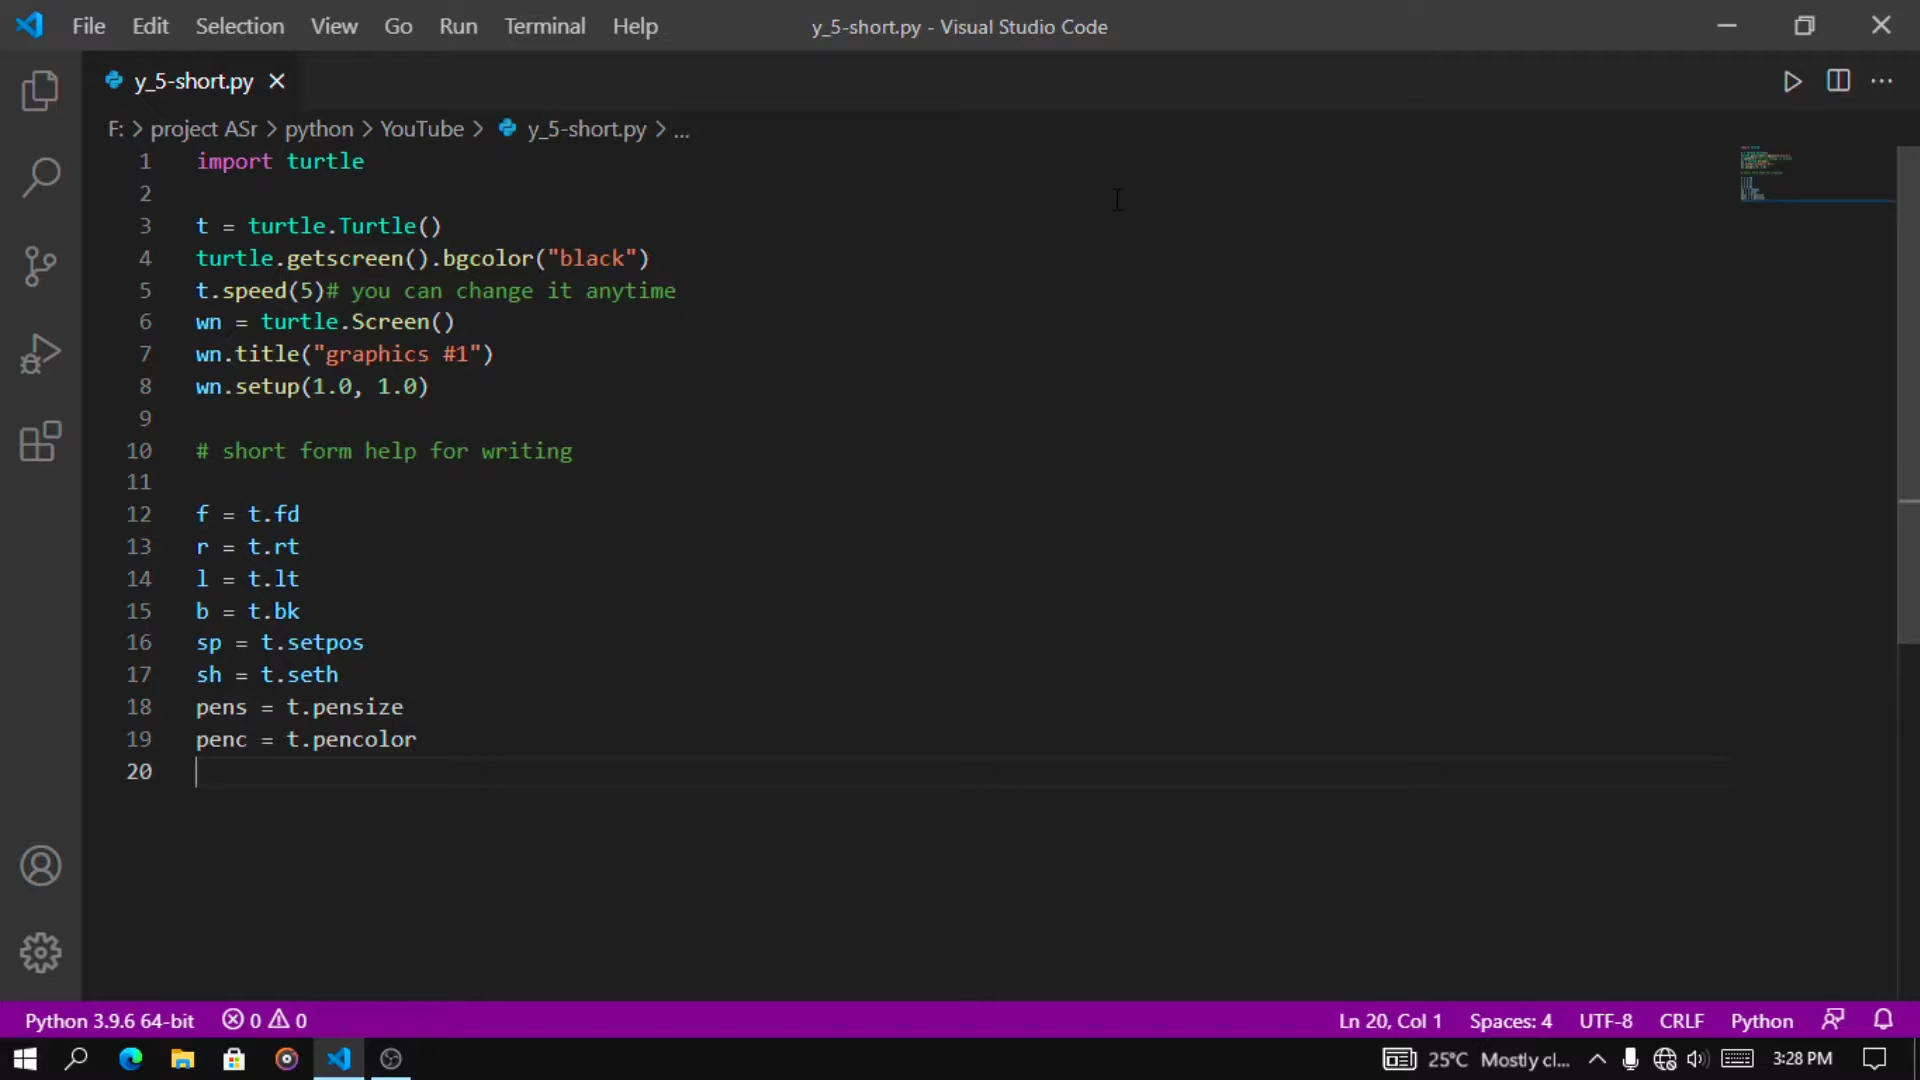 File Edit Selection View Go Run Terminal Help y_5-short.py - Visual Studio Code
y_5-short.py
F: > project ASr > python > YouTube > y_5-short.py > ...
1 import turtle
2
3 t = turtle.Turtle()
4 turtle.getscreen().bgcolor("black")
5 t.speed(5)# you can change it anytime
6 wn = turtle.Screen()
7 wn.title("graphics #1")
8 wn.setup(1.0, 1.0)
9
10 # short form help for writing
11
12 f = t.fd
13 r = t.rt
14 l = t.lt
15 b = t.bk
16 sp = t.setpos
17 sh = t.seth
18 pens = t.pensize
19 penc = t.pencolor
20
Python 3.9.6 64-bit 0 0 Ln 20, Col 1 Spaces: 4 UTF-8 CRLF Python
25°C Mostly cl... 3:28 PM